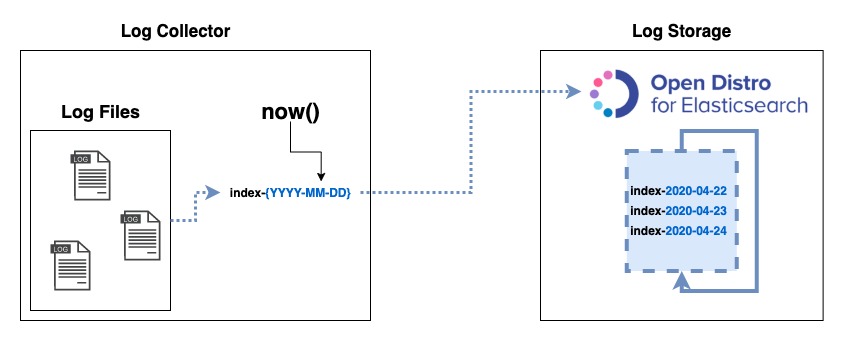 Log Collector
Log Files
LOG
LOG
LOG
now()
index-{YYYY-MM-DD}
Log Storage
Open Distro
for Elasticsearch
index-2020-04-22
index-2020-04-23
index-2020-04-24